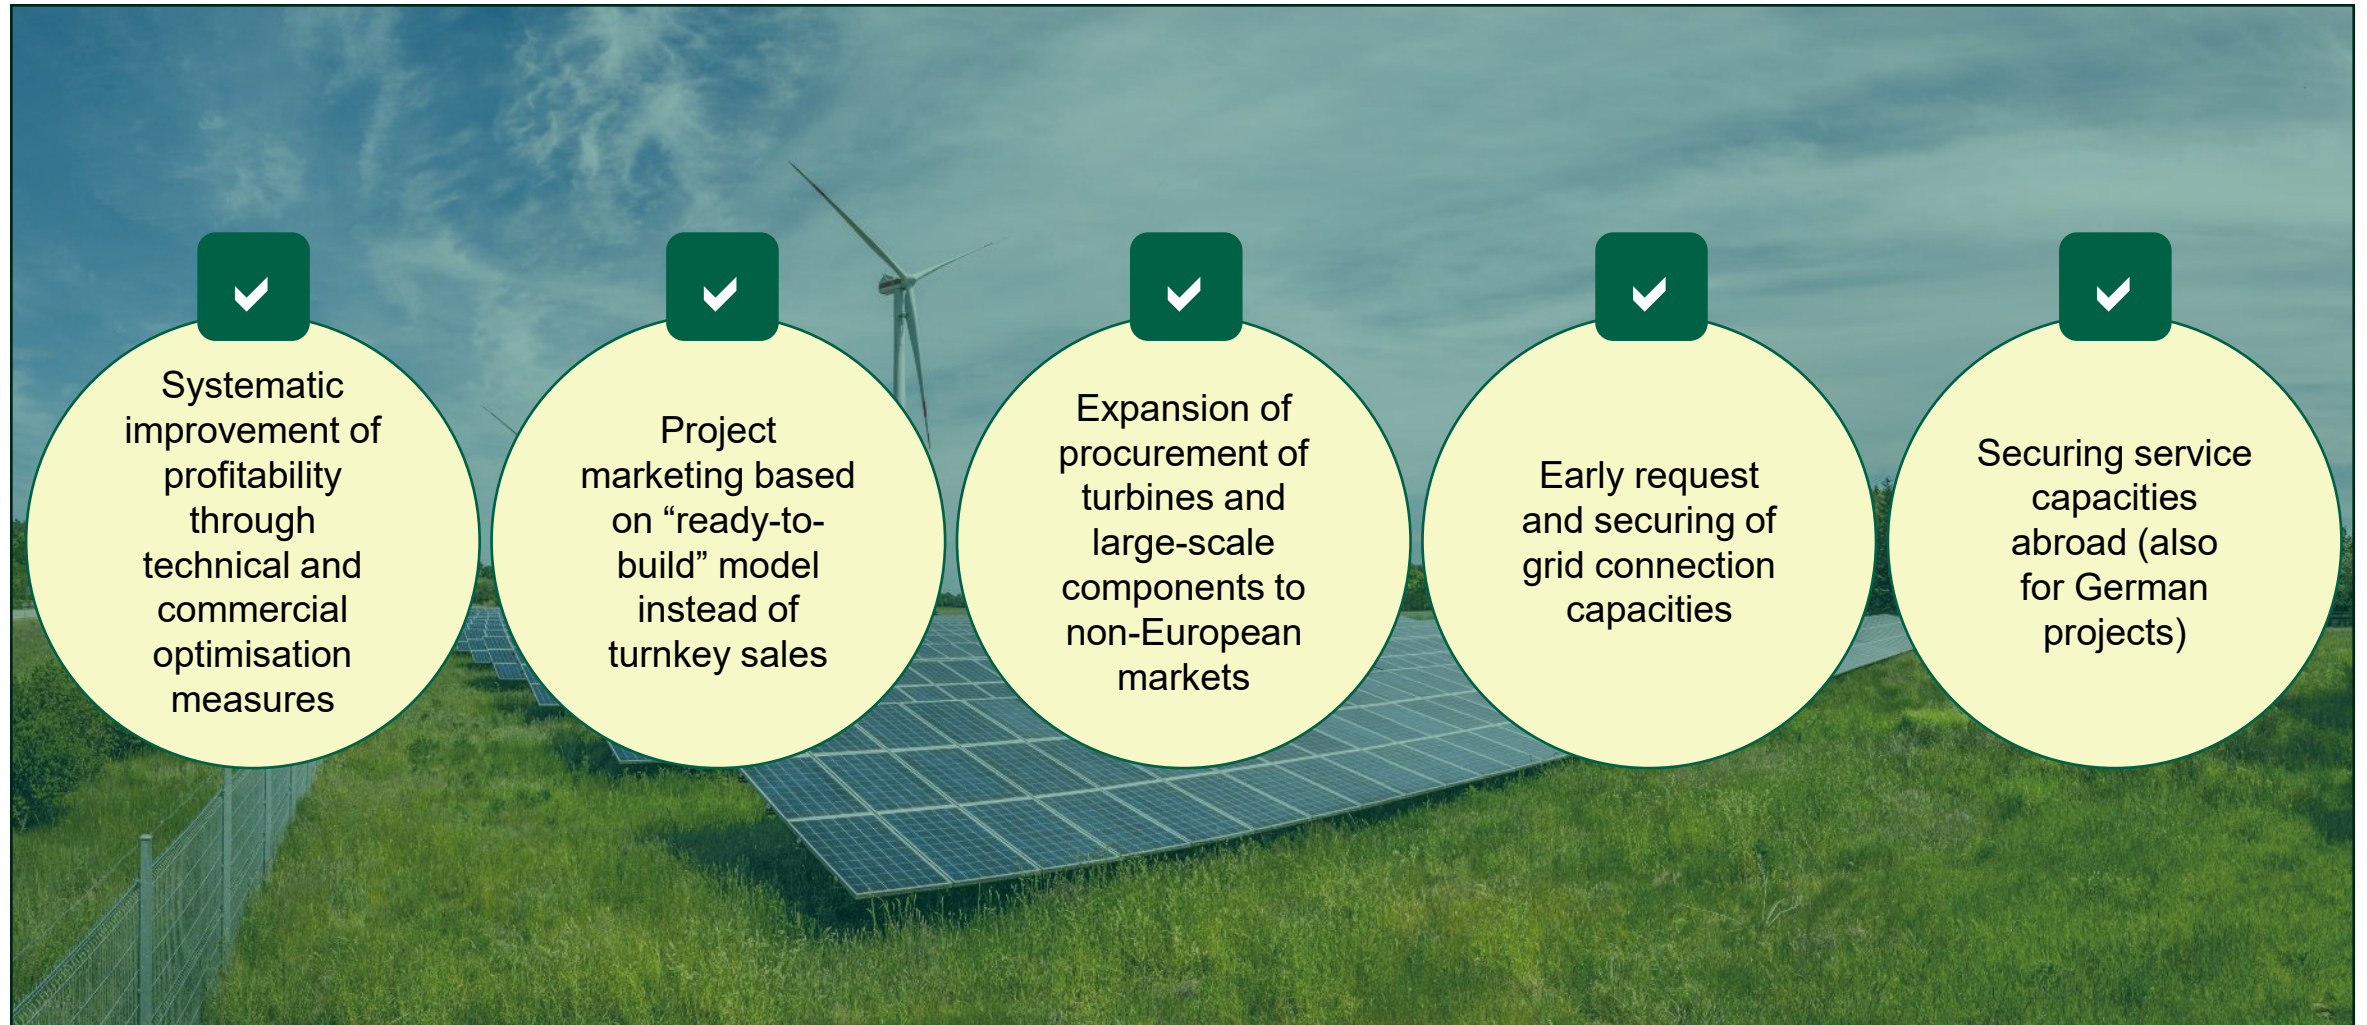 Systematic
improvement of
profitability
through
technical and
commercial
optimisation
measures
Project
marketing based
on “ready-to-
build” model
instead of
turnkey sales
Expansion of
procurement of
turbines and
large-scale
components to
non-European
markets
Early request
and securing of
grid connection
capacities
Securing service
capacities
abroad (also
for German
projects)